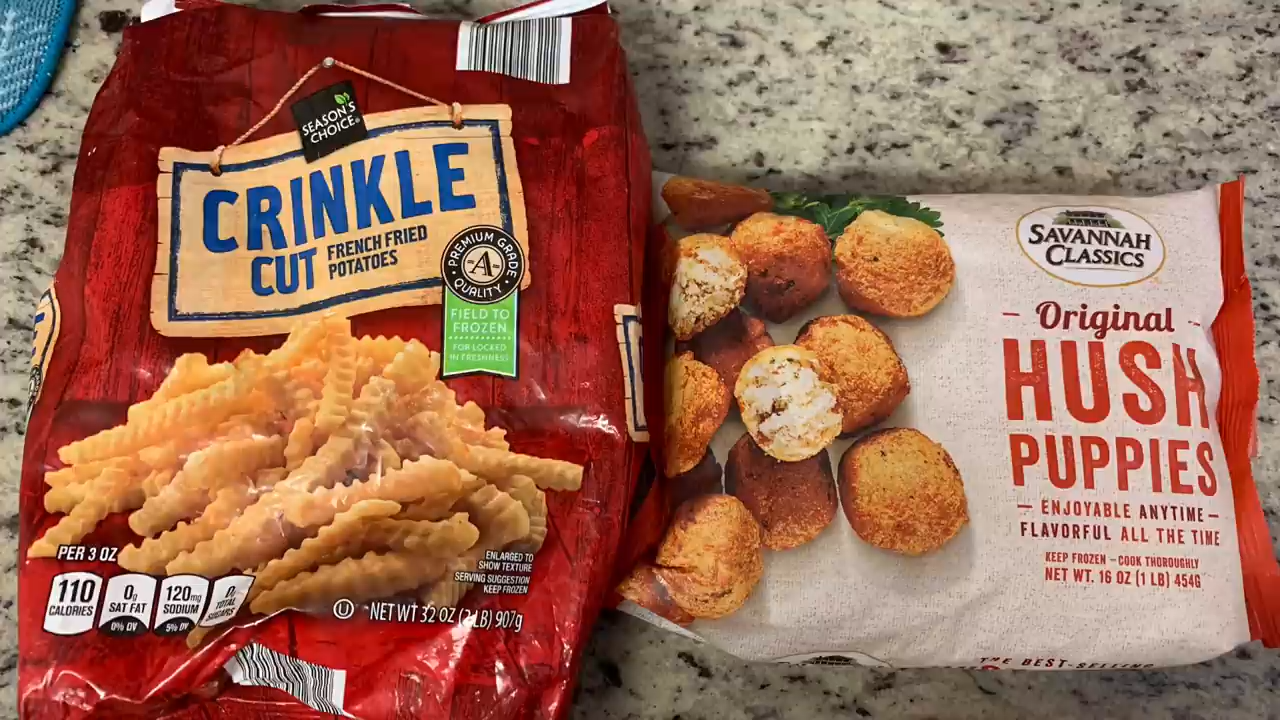 SEASON'S
CHOICE®
CRINKLE
CUT FRENCH FRIED
POTATOES
PREMIUM GRADE
A
QUALITY
FIELD TO
FROZEN
FOR LOCKED
IN FRESHNESS
PER 3 OZ
110
CALORIES
0g
SAT FAT
0% DV
120mg
SODIUM
5% DV
TOTAL
SUGARS
ENLARGED TO
SHOW TEXTURE
SERVING SUGGESTION
KEEP FROZEN
U
NET WT 32 OZ (2 LB) 907g
SAVANNAH
CLASSICS
Original
HUSH
PUPPIES
ENJOYABLE ANYTIME
FLAVORFUL ALL THE TIME
KEEP FROZEN – COOK THOROUGHLY
NET WT. 16 OZ (1 LB) 454G
THE BEST-SELLING